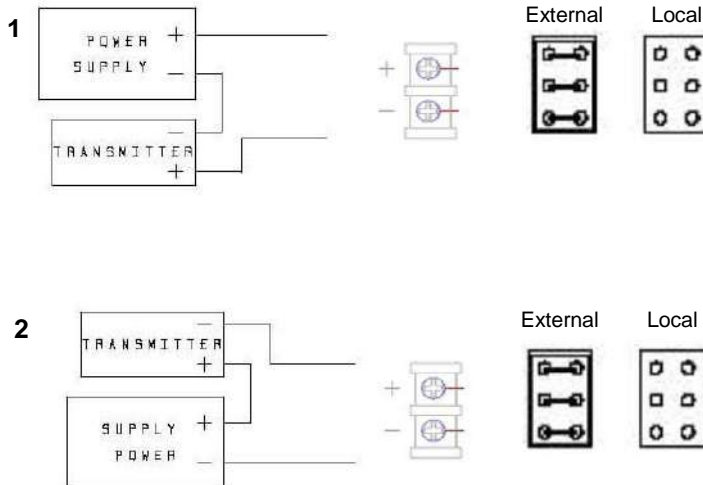 1
External Local
POWER +
SUPPLY −
+
−
−
TRANSMITTER
+
2
External Local
−
TRANSMITTER
+
SUPPLY +
POWER −
+
−